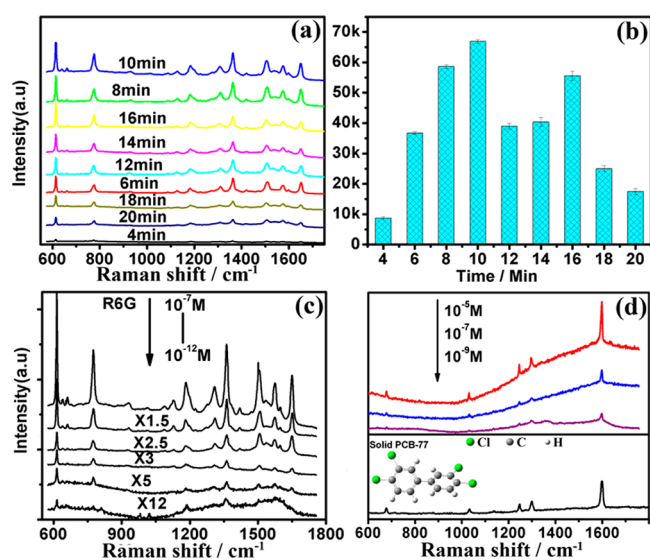 (a)
10min
8min
16min
14min
12min
6min
18min
20min
4min
Intensity(a.u)
600 800 1000 1200 1400 1600
Raman shift / cm-1
(b)
70k
60k
50k
40k
30k
20k
10k
0
4 6 8 10 12 14 16 18 20
Time / Min
(c)
R6G
10-7M
10-12M
X1.5
X2.5
X3
X5
X12
Intensity(a.u)
600 800 1000 1200 1400 1600 1800
Raman shift / cm-1
(d)
10-5M
10-7M
10-9M
Solid PCB-77
Cl C H
600 800 1000 1200 1400 1600
Raman shift / cm-1